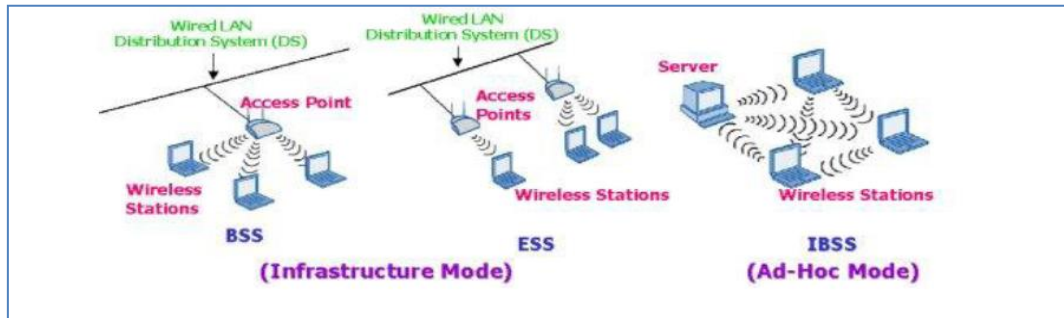 Wired LAN
Distribution System (DS)
Access Point
Wireless
Stations
BSS
Wired LAN
Distribution System (DS)
Access
Points
Wireless Stations
ESS
(Infrastructure Mode)
Server
Wireless Stations
IBSS
(Ad-Hoc Mode)